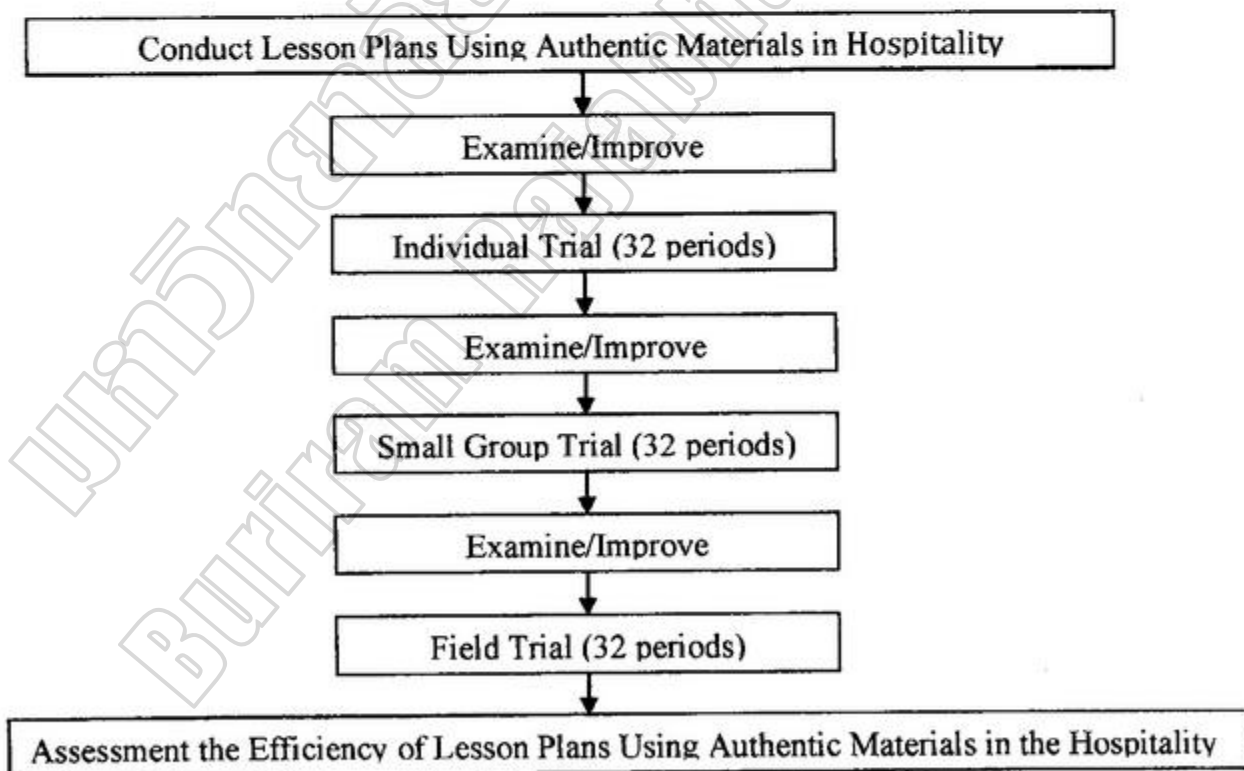 Conduct Lesson Plans Using Authentic Materials in Hospitality
Examine/Improve
Individual Trial (32 periods)
Examine/Improve
Small Group Trial (32 periods)
Examine/Improve
Field Trial (32 periods)
Assessment the Efficiency of Lesson Plans Using Authentic Materials in the Hospitality
Buriram